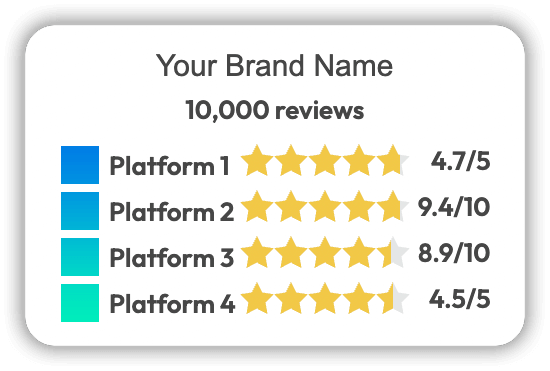 Your Brand Name
10,000 reviews
Platform 1 4.7/5
Platform 2 9.4/10
Platform 3 8.9/10
Platform 4 4.5/5